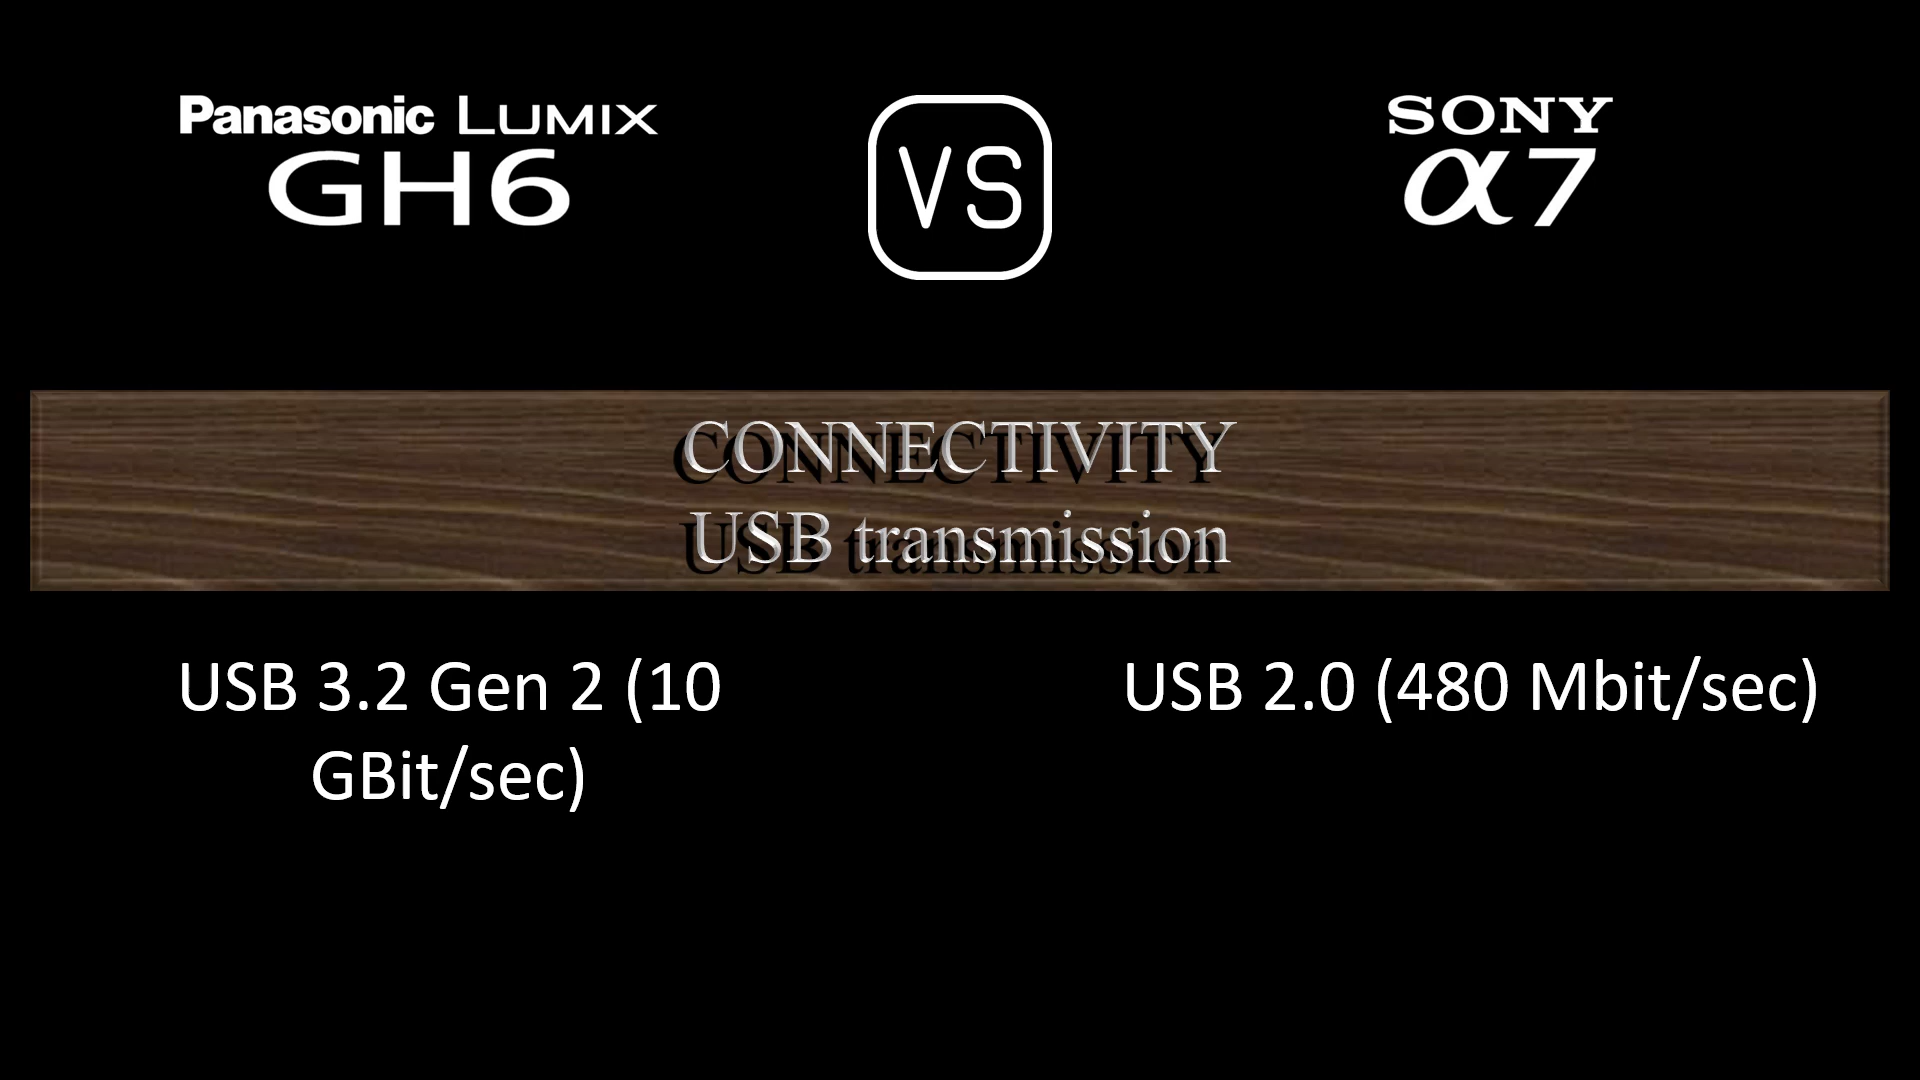 Panasonic LUMIX
GH6
VS
SONY
α7
CONNECTIVITY
USB transmission
USB 3.2 Gen 2 (10
GBit/sec)
USB 2.0 (480 Mbit/sec)